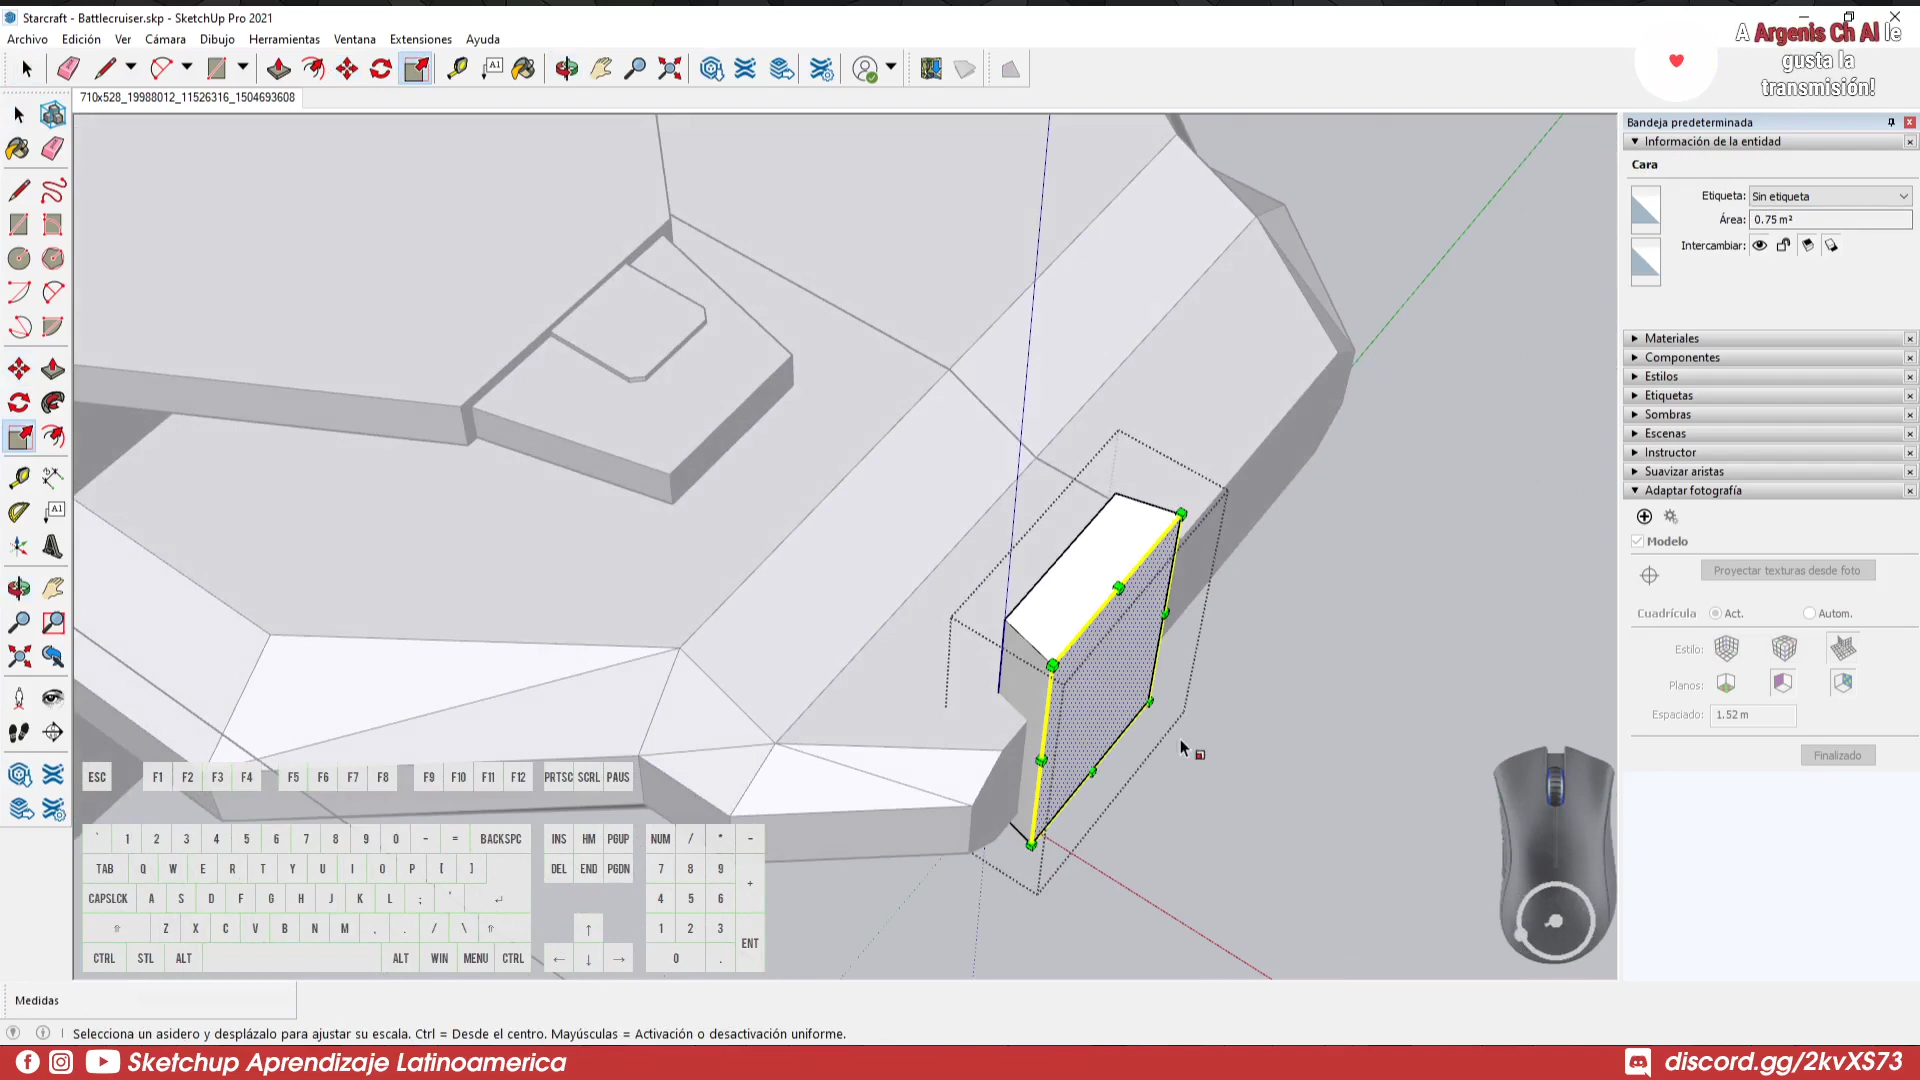 Starcraft - Battlecruiser.skp - SketchUp Pro 2021
Archivo Edición Ver Cámara Dibujo Herramientas Ventana Extensiones Ayuda
A Argenis Ch Al le
gusta la
transmisión!
710x528_19988012_11526316_1504693608
Bandeja predeterminada
Información de la entidad
Cara
Etiqueta: Sin etiqueta
Área: 0.75 m²
Intercambiar:
Materiales
Componentes
Estilos
Etiquetas
Sombras
Escenas
Instructor
Suavizar aristas
Adaptar fotografía
Modelo
Proyectar texturas desde foto
Cuadrícula Act. Autom.
Estilo:
Planos:
Espaciado: 1.52 m
Finalizado
ESC F1 F2 F3 F4 F5 F6 F7 F8 F9 F10 F11 F12 PRTSC SCRL PAUS
` 1 2 3 4 5 6 7 8 9 0 - = BACKSPC INS HM PGUP NUM / * -
TAB Q W E R T Y U I O P [ ] DEL END PGDN 7 8 9 +
CAPSLCK A S D F G H J K L ; ' 4 5 6
Z X C V B N M , . / \ ↑ 1 2 3 ENT
CTRL STL ALT ALT WIN MENU CTRL ← ↓ → 0 .
Medidas
Selecciona un asidero y desplázalo para ajustar su escala. Ctrl = Desde el centro. Mayúsculas = Activación o desactivación uniforme.
Sketchup Aprendizaje Latinoamerica
discord.gg/2kvXS73